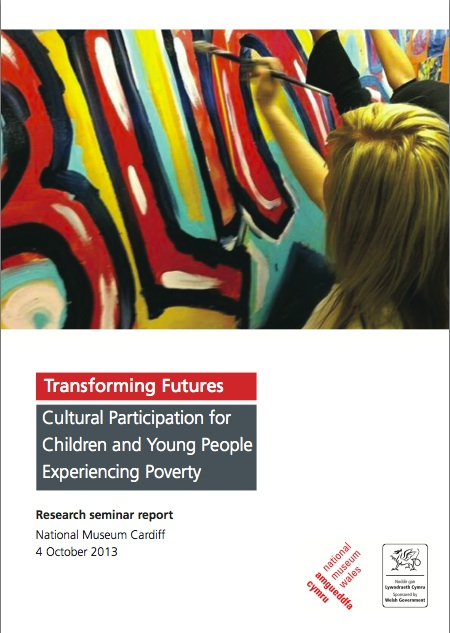 Transforming Futures
Cultural Participation for
Children and Young People
Experiencing Poverty
Research seminar report
National Museum Cardiff
4 October 2013
national
museum
wales
amgueddfa
cymru
Noddir gan
Lywodraeth Cymru
Sponsored by
Welsh Government